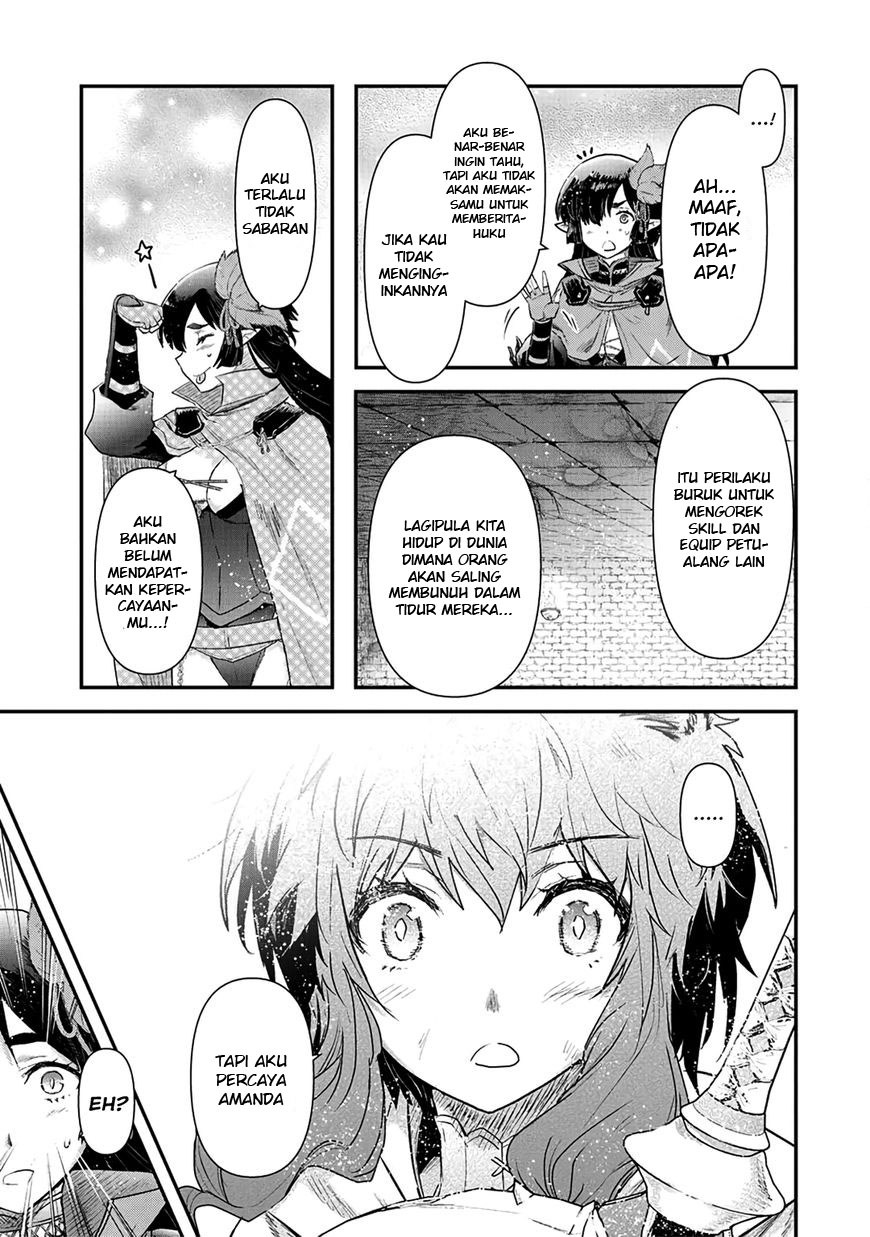 ...!
AH...
MAAF,
TIDAK
APA-
APA!
AKU BE-
NAR-BENAR
INGIN TAHU,
TAPI AKU TIDAK
AKAN MEMAK-
SAMU UNTUK
MEMBERITA-
HUKU
JIKA KAU
TIDAK
MENGING-
INKANNYA
ITU PERILAKU
BURUK UNTUK
MENGOREK
SKILL DAN
EQUIP PETU-
ALANG LAIN
LAGIPULA KITA
HIDUP DI DUNIA
DIMANA ORANG
AKAN SALING
MEMBUNUH DALAM
TIDUR MEREKA...
AKU
TERLALU
TIDAK
SABARAN
AKU
BAHKAN
BELUM
MENDAPAT-
KAN KEPER-
CAYAAN-
MU...!
.....
TAPI AKU
PERCAYA
AMANDA
EH?